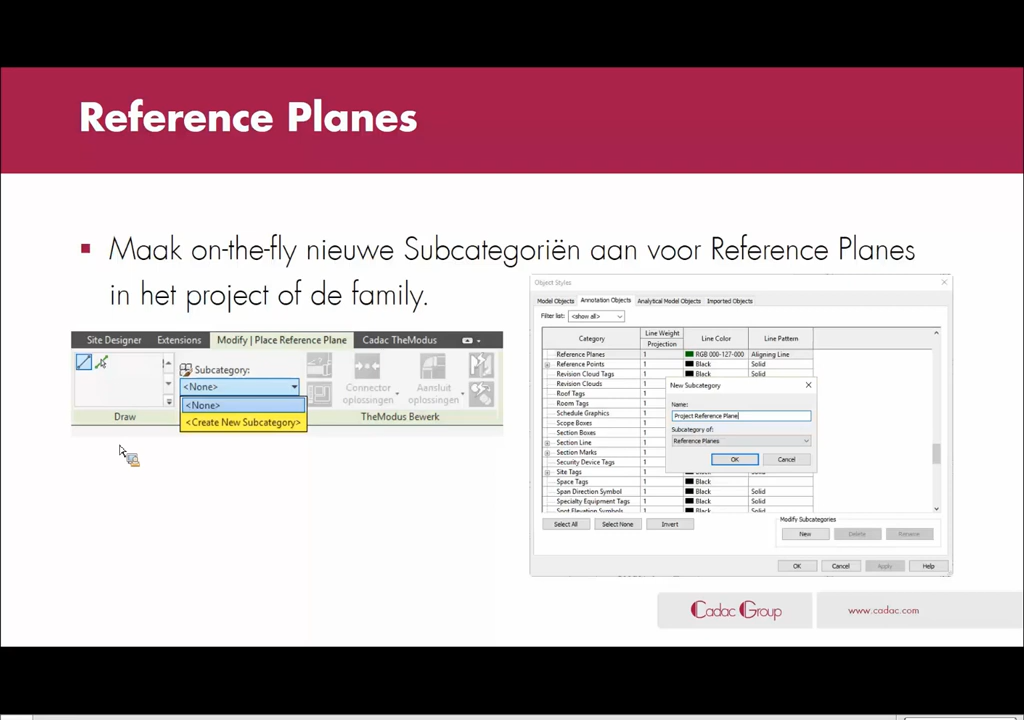 Reference Planes
Maak on-the-fly nieuwe Subcategoriën aan voor Reference Planes
in het project of de family.
Site Designer Extensions Modify | Place Reference Plane Cadac TheModus
Subcategory:
<None>
<None>
<Create New Subcategory>
Connector
oplossingen
Aansluit
oplossingen
Draw
TheModus Bewerk
Object Styles
Model Objects Annotation Objects Analytical Model Objects Imported Objects
Filter list: <show all>
Category Line Weight Line Color Line Pattern
Projection
Reference Planes 1 RGB 000-127-000 Aligning Line
Reference Points 1 Black Solid
Revision Cloud Tags 1 Black Solid
Revision Clouds 1
Roof Tags 1
Room Tags 1
Schedule Graphics 1
Scope Boxes 1
Section Boxes 1
Section Line 1
Section Marks 1
Security Device Tags 1
Site Tags 1 Black Solid
Space Tags 1 Black
Span Direction Symbol 1 Black Solid
Specialty Equipment Tags 1 Black Solid
Spot Elevation Symbols 1 Black Solid
New Subcategory
Name:
Project Reference Plane
Subcategory of:
Reference Planes
OK Cancel
Select All Select None Invert
Modify Subcategories
New Delete Rename
OK Cancel Apply Help
Cadac Group
www.cadac.com